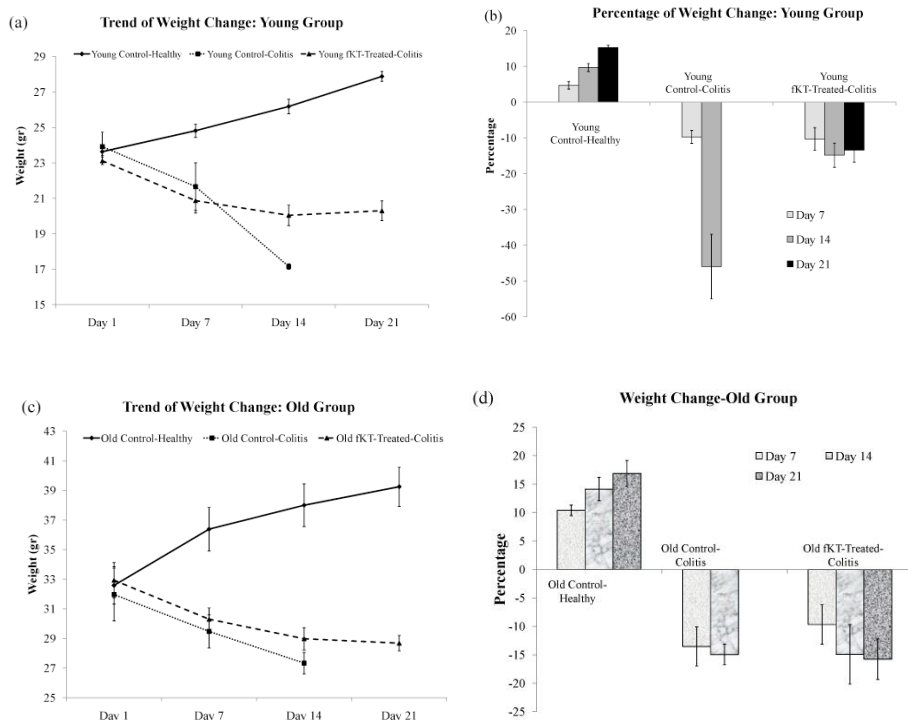 (a)
Trend of Weight Change: Young Group
Young Control-Healthy Young Control-Colitis Young fKT-Treated-Colitis
Weight (gr)
29
27
25
23
21
19
17
15
Day 1 Day 7 Day 14 Day 21
(b)
Percentage of Weight Change: Young Group
Percentage
20
10
0
-10
-20
-30
-40
-50
-60
Young
Control-Healthy
Young
Control-Colitis
Young
fKT-Treated-Colitis
Day 7
Day 14
Day 21
(c)
Trend of Weight Change: Old Group
Old Control-Healthy Old Control-Colitis Old fKT-Treated-Colitis
Weight (gr)
43
41
39
37
35
33
31
29
27
25
Day 1 Day 7 Day 14 Day 21
(d)
Weight Change-Old Group
Percentage
25
20
15
10
5
0
-5
-10
-15
-20
-25
Day 7 Day 14
Day 21
Old Control-
Healthy
Old Control-
Colitis
Old fKT-Treated-
Colitis